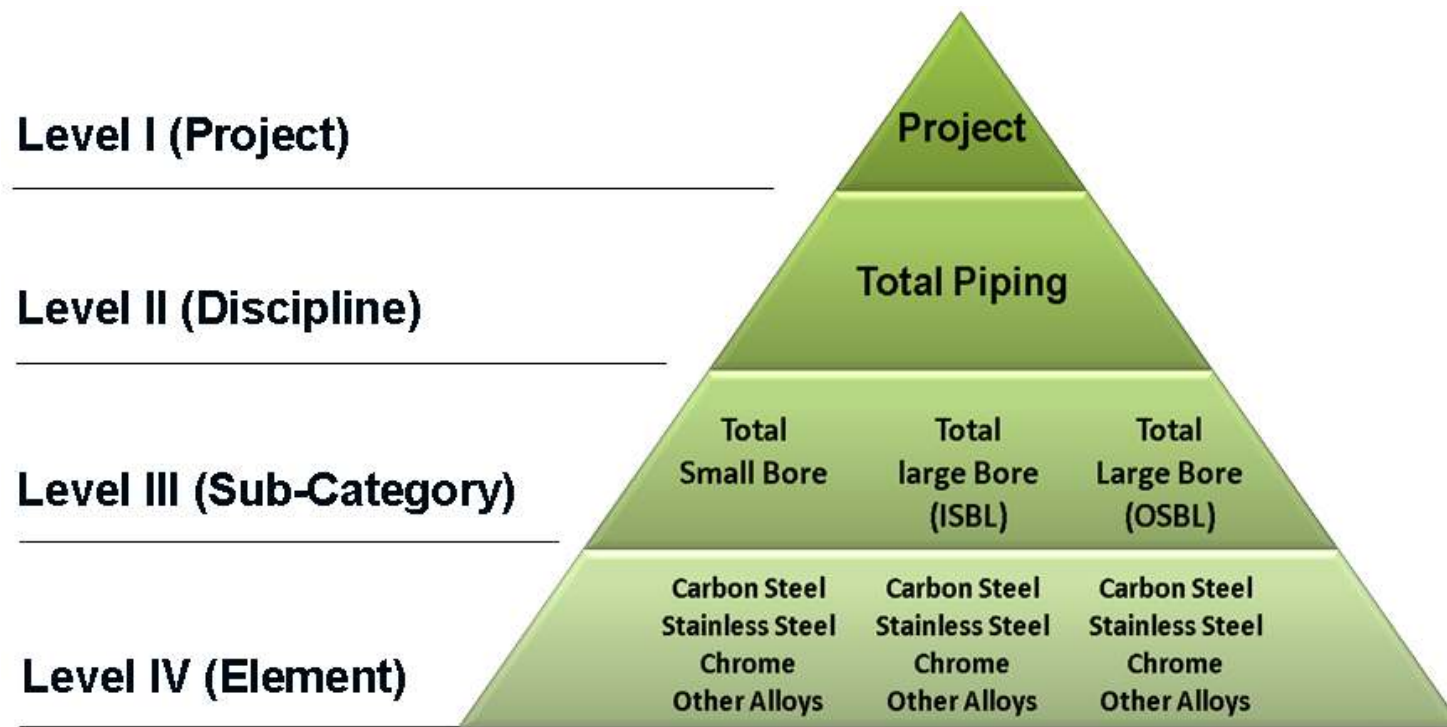 Level I (Project)
Project
Level II (Discipline)
Total Piping
Level III (Sub-Category)
Total
Small Bore
Total
large Bore
(ISBL)
Total
Large Bore
(OSBL)
Level IV (Element)
Carbon Steel
Stainless Steel
Chrome
Other Alloys
Carbon Steel
Stainless Steel
Chrome
Other Alloys
Carbon Steel
Stainless Steel
Chrome
Other Alloys